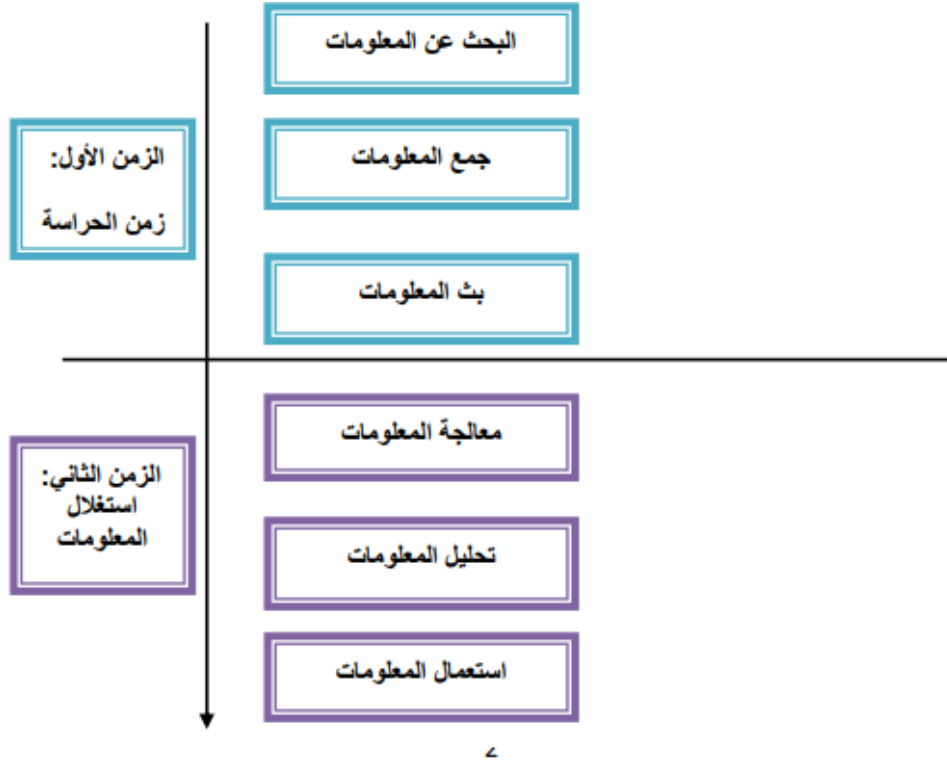 البحث عن المعلومات
جمع المعلومات
الزمن الأول:
زمن الحراسة
بث المعلومات
معالجة المعلومات
الزمن الثاني:
استغلال
المعلومات
تحليل المعلومات
استعمال المعلومات